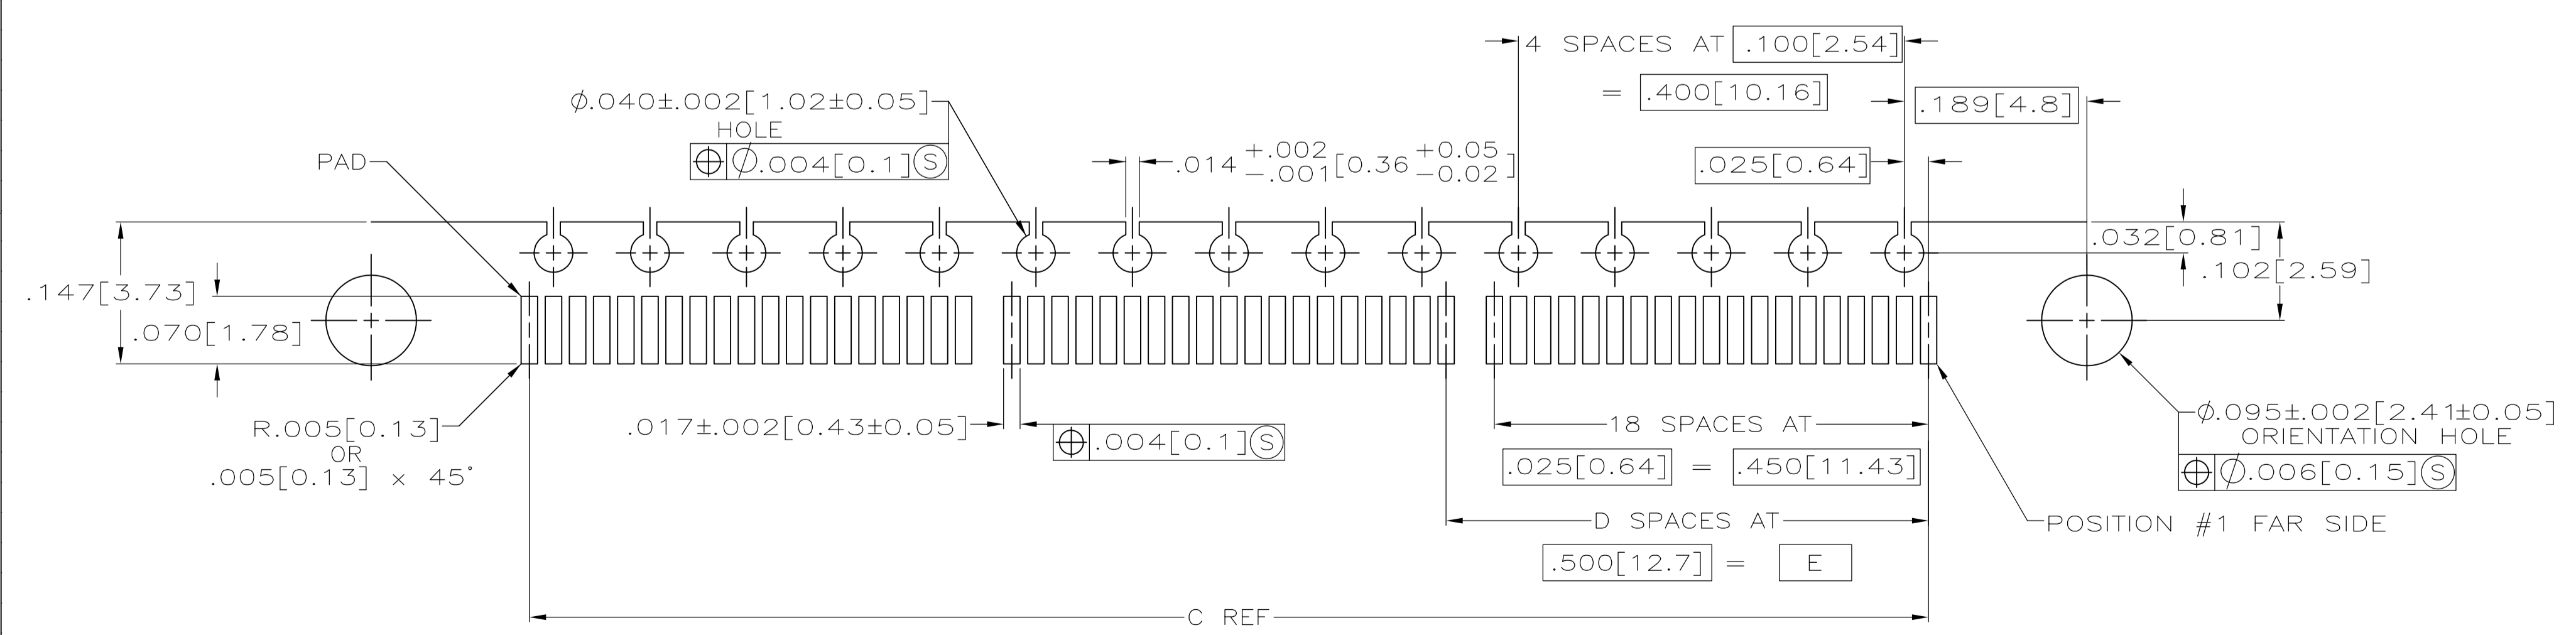 4 SPACES AT .100[2.54]
= .400[10.16]
.189[4.8]
Ø.040±.002[1.02±0.05]
HOLE
⌖ Ø.004[0.1]Ⓢ
PAD
.014 +.002 -.001 [0.36 +0.05 -0.02]
.025[0.64]
.032[0.81]
.102[2.59]
.147[3.73]
.070[1.78]
R.005[0.13]
OR
.005[0.13] x 45°
.017±.002[0.43±0.05]
⌖ .004[0.1]Ⓢ
18 SPACES AT
.025[0.64] = .450[11.43]
Ø.095±.002[2.41±0.05]
ORIENTATION HOLE
⌖ Ø.006[0.15]Ⓢ
D SPACES AT
.500[12.7] = E
POSITION #1 FAR SIDE
C REF